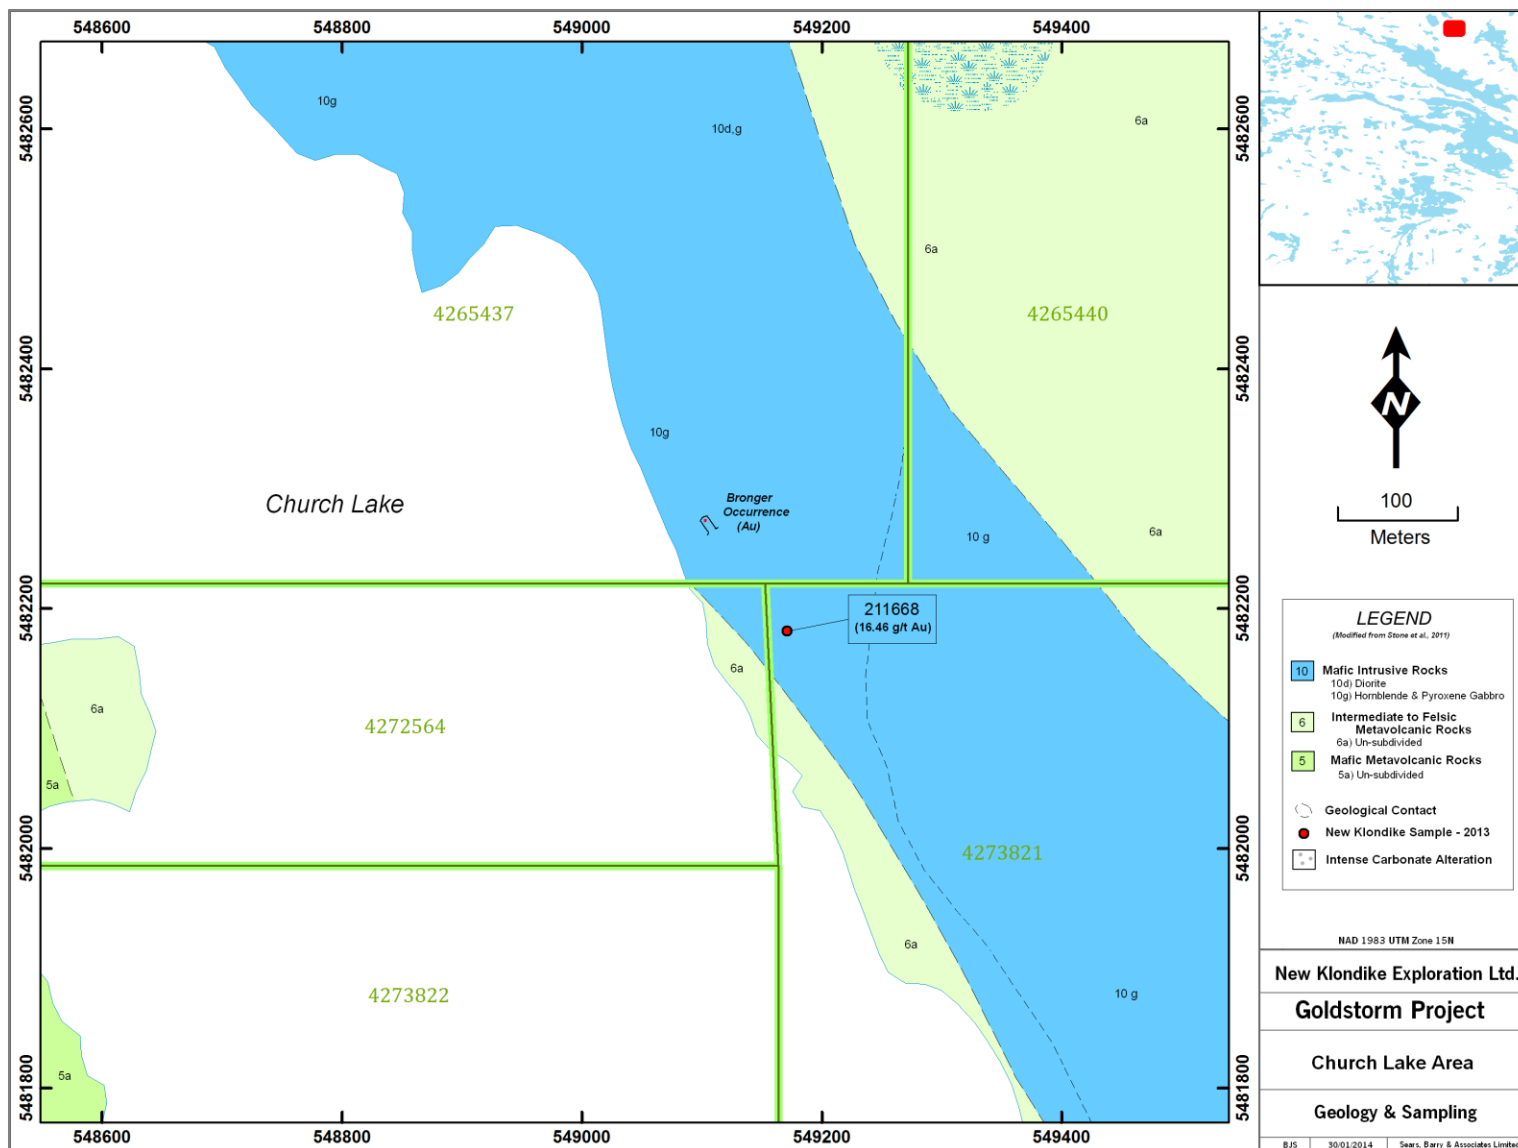 548600 548800 549000 549200 549400
5482600
5482400
5482200
5482000
5481800
5482600
5482400
5482200
5482000
5481800
10g
10d,g
6a
6a
4265437
4265440
10g
Church Lake
Bronger
Occurrence
(Au)
10 g
6a
211668
(16.46 g/t Au)
6a
6a
4272564
5a
4273821
6a
4273822
10 g
5a
548600 548800 549000 549200 549400
N
100
Meters
LEGEND
(Modified from Stone et al., 2011)
10 Mafic Intrusive Rocks
10d) Diorite
10g) Hornblende & Pyroxene Gabbro
6 Intermediate to Felsic
Metavolcanic Rocks
6a) Un-subdivided
5 Mafic Metavolcanic Rocks
5a) Un-subdivided
Geological Contact
New Klondike Sample - 2013
Intense Carbonate Alteration
NAD 1983 UTM Zone 15N
New Klondike Exploration Ltd.
Goldstorm Project
Church Lake Area
Geology & Sampling
BJS 30/01/2014 Sears, Barry & Associates Limited